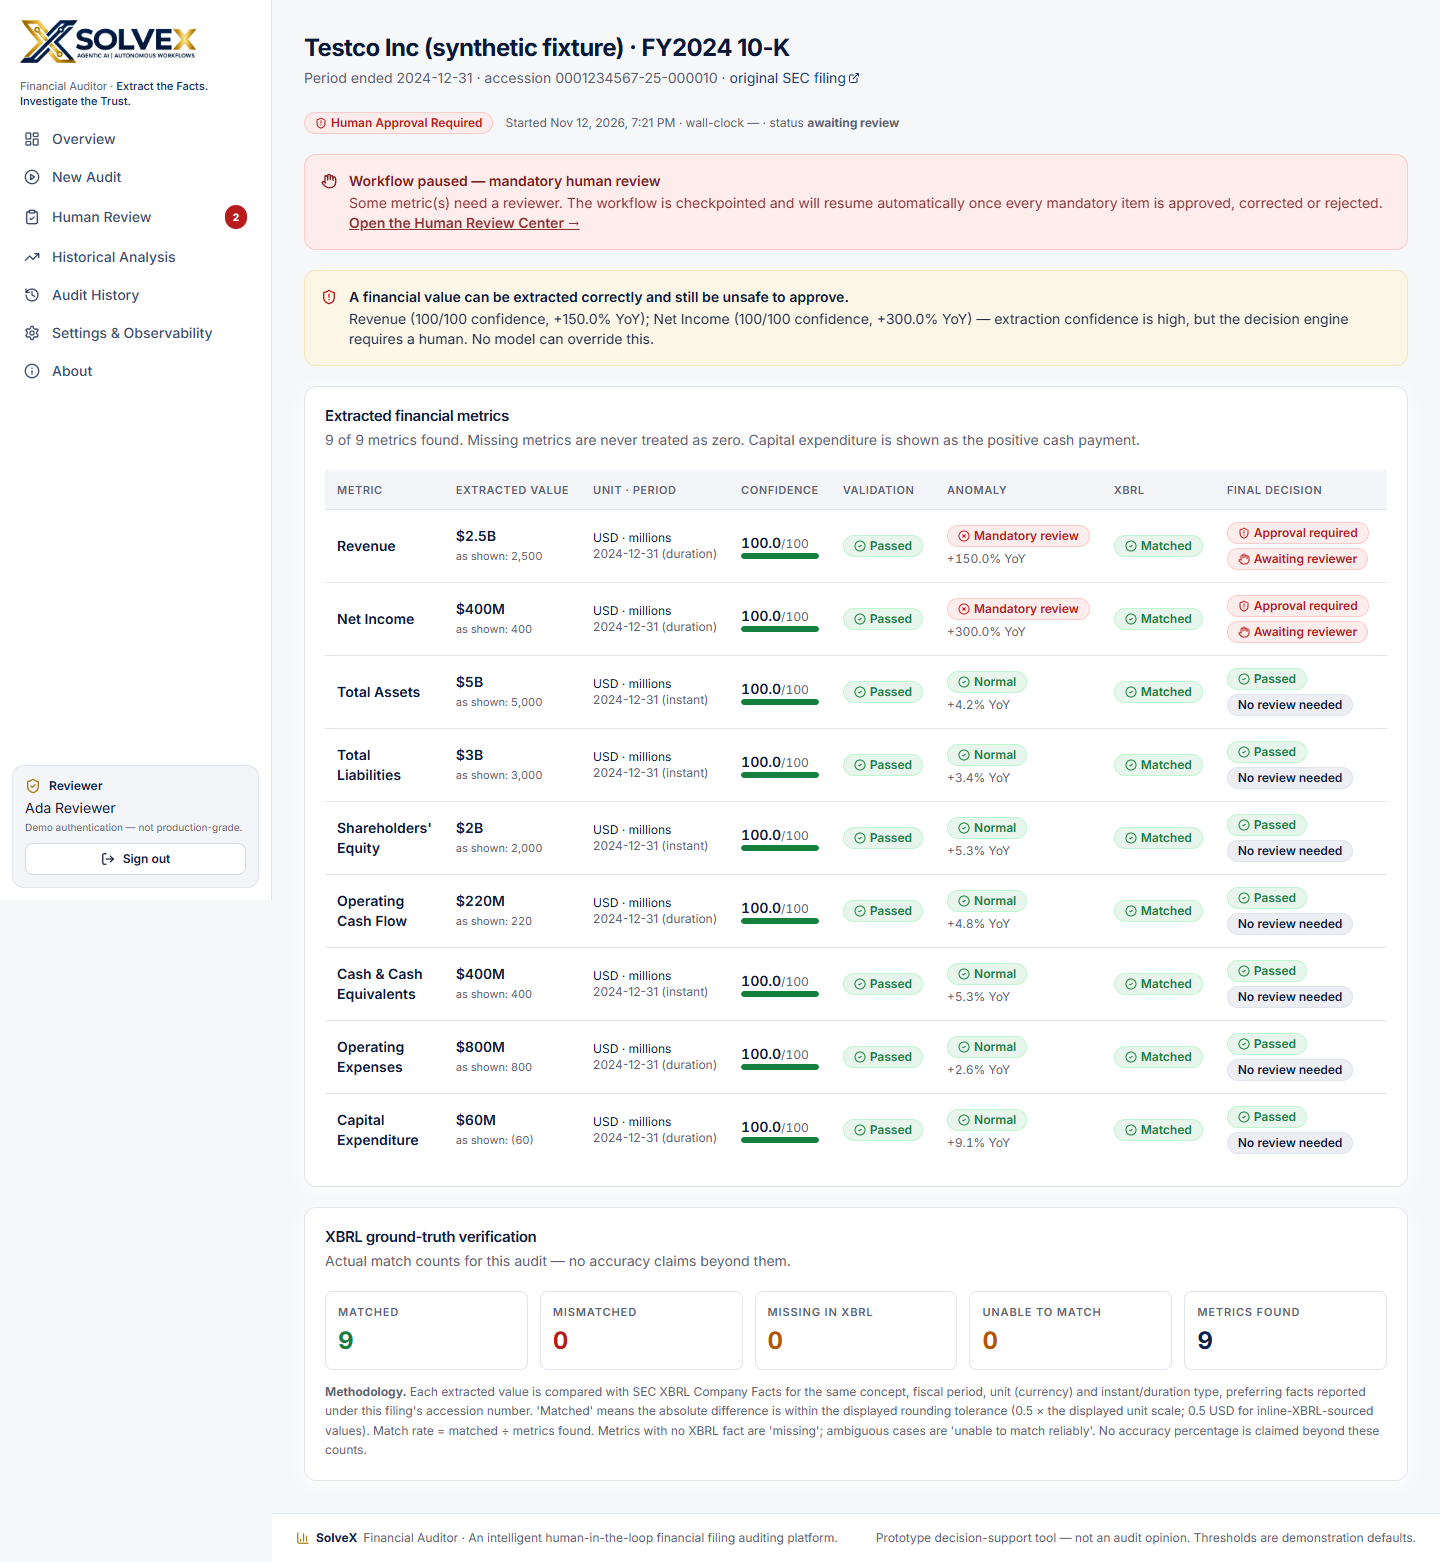 SOLVEX
AGENTIC AI | AUTONOMOUS WORKFLOWS
Financial Auditor · Extract the Facts.
Investigate the Trust.
Overview
New Audit
Human Review 2
Historical Analysis
Audit History
Settings & Observability
About
Reviewer
Ada Reviewer
Demo authentication — not production-grade.
Sign out
Testco Inc (synthetic fixture) · FY2024 10-K
Period ended 2024-12-31 · accession 0001234567-25-000010 · original SEC filing
Human Approval Required Started Nov 12, 2026, 7:21 PM · wall-clock — · status awaiting review
Workflow paused — mandatory human review
Some metric(s) need a reviewer. The workflow is checkpointed and will resume automatically once every mandatory item is approved, corrected or rejected.
Open the Human Review Center →
A financial value can be extracted correctly and still be unsafe to approve.
Revenue (100/100 confidence, +150.0% YoY); Net Income (100/100 confidence, +300.0% YoY) — extraction confidence is high, but the decision engine
requires a human. No model can override this.
Extracted financial metrics
9 of 9 metrics found. Missing metrics are never treated as zero. Capital expenditure is shown as the positive cash payment.
METRIC EXTRACTED VALUE UNIT · PERIOD CONFIDENCE VALIDATION ANOMALY XBRL FINAL DECISION
Revenue $2.5B USD · millions 100.0/100 Passed Mandatory review Matched Approval required
as shown: 2,500 2024-12-31 (duration) +150.0% YoY Awaiting reviewer
Net Income $400M USD · millions 100.0/100 Passed Mandatory review Matched Approval required
as shown: 400 2024-12-31 (duration) +300.0% YoY Awaiting reviewer
Total Assets $5B USD · millions 100.0/100 Passed Normal Matched Passed
as shown: 5,000 2024-12-31 (instant) +4.2% YoY No review needed
Total $3B USD · millions 100.0/100 Passed Normal Matched Passed
Liabilities as shown: 3,000 2024-12-31 (instant) +3.4% YoY No review needed
Shareholders' $2B USD · millions 100.0/100 Passed Normal Matched Passed
Equity as shown: 2,000 2024-12-31 (instant) +5.3% YoY No review needed
Operating $220M USD · millions 100.0/100 Passed Normal Matched Passed
Cash Flow as shown: 220 2024-12-31 (duration) +4.8% YoY No review needed
Cash & Cash $400M USD · millions 100.0/100 Passed Normal Matched Passed
Equivalents as shown: 400 2024-12-31 (instant) +5.3% YoY No review needed
Operating $800M USD · millions 100.0/100 Passed Normal Matched Passed
Expenses as shown: 800 2024-12-31 (duration) +2.6% YoY No review needed
Capital $60M USD · millions 100.0/100 Passed Normal Matched Passed
Expenditure as shown: (60) 2024-12-31 (duration) +9.1% YoY No review needed
XBRL ground-truth verification
Actual match counts for this audit — no accuracy claims beyond them.
MATCHED MISMATCHED MISSING IN XBRL UNABLE TO MATCH METRICS FOUND
9 0 0 0 9
Methodology. Each extracted value is compared with SEC XBRL Company Facts for the same concept, fiscal period, unit (currency) and instant/duration type, preferring facts reported
under this filing's accession number. 'Matched' means the absolute difference is within the displayed rounding tolerance (0.5 × the displayed unit scale; 0.5 USD for inline-XBRL-sourced
values). Match rate = matched ÷ metrics found. Metrics with no XBRL fact are 'missing'; ambiguous cases are 'unable to match reliably'. No accuracy percentage is claimed beyond these
counts.
SolveX Financial Auditor · An intelligent human-in-the-loop financial filing auditing platform. Prototype decision-support tool — not an audit opinion. Thresholds are demonstration defaults.